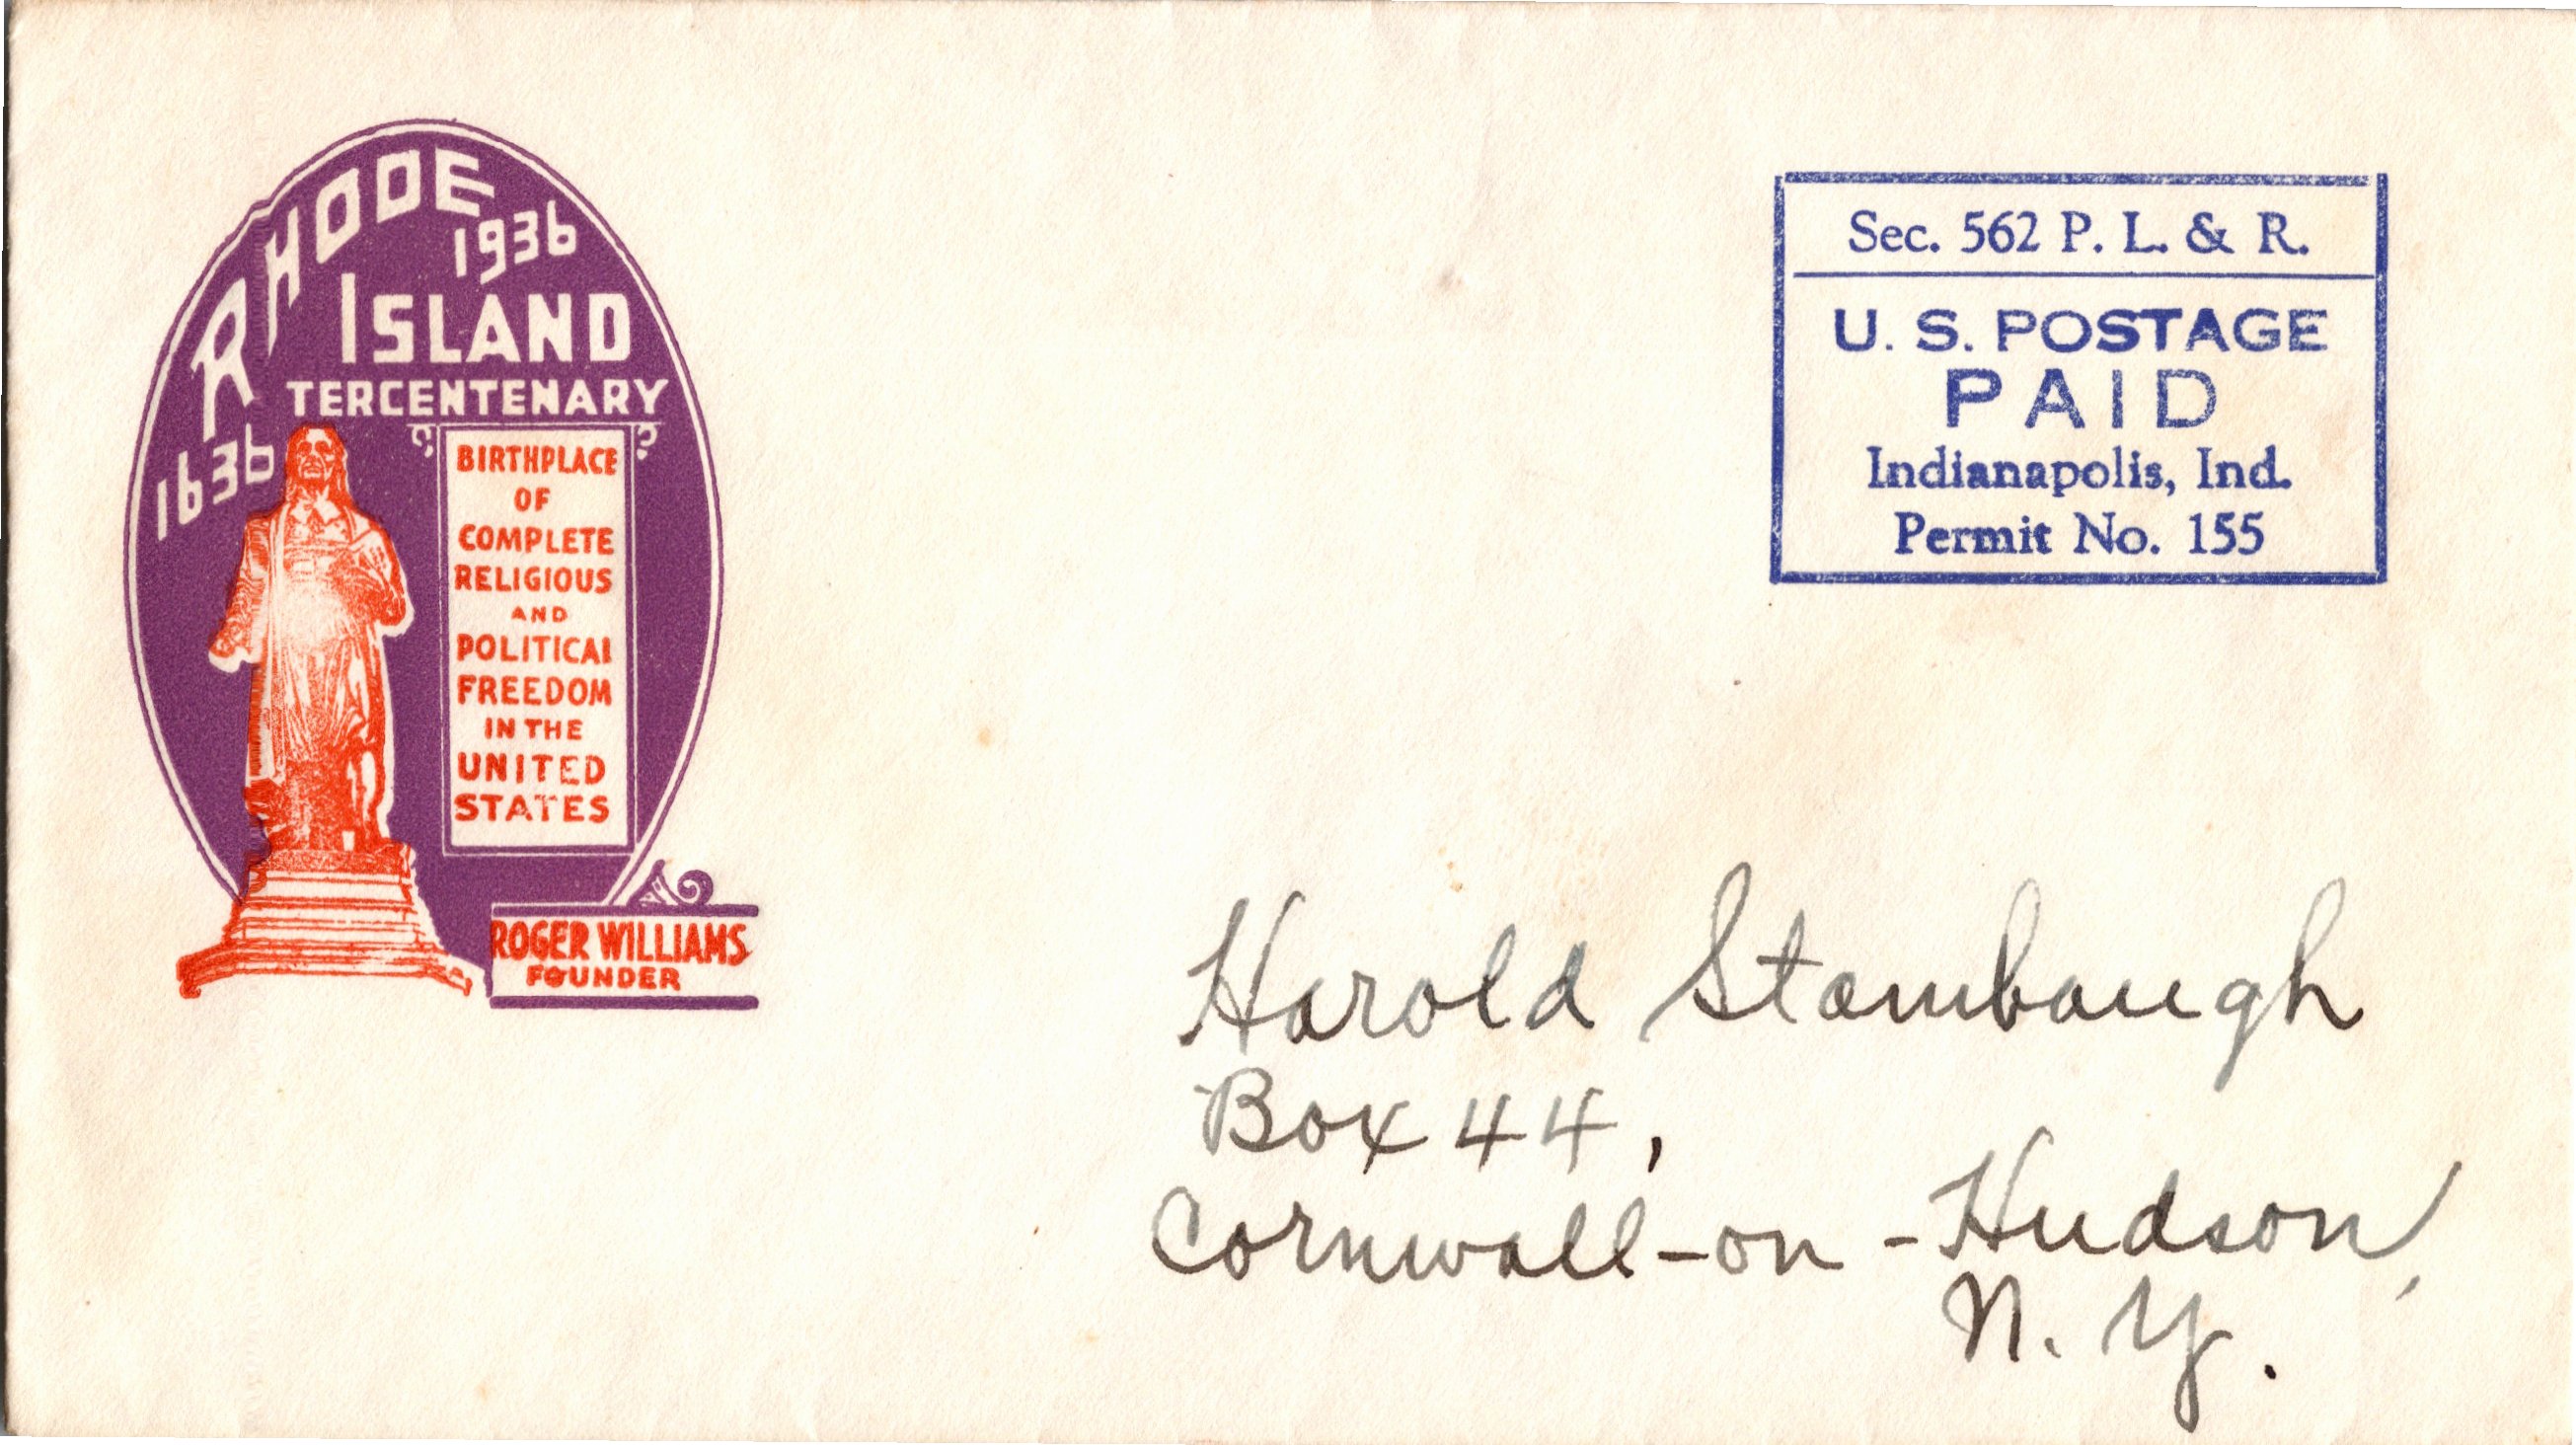 RHODE
1936
ISLAND
TERCENTENARY
1636
BIRTHPLACE
OF
COMPLETE
RELIGIOUS
AND
POLITICAL
FREEDOM
IN THE
UNITED
STATES
ROGER WILLIAMS
FOUNDER
Sec. 562 P. L. & R.
U. S. POSTAGE
PAID
Indianapolis, Ind.
Permit No. 155
Harold Stambaugh
Box 44,
Cornwall-on-Hudson,
N. Y.